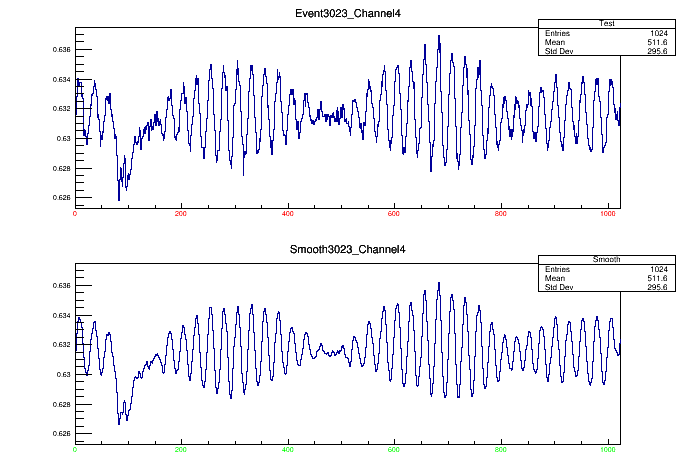 Event3023_Channel4
Test
Entries 1024
Mean 511.6
Std Dev 295.6
0.636
0.634
0.632
0.63
0.628
0.626
0 200 400 600 800 1000
Smooth3023_Channel4
Smooth
Entries 1024
Mean 511.6
Std Dev 295.6
0.636
0.634
0.632
0.63
0.628
0.626
0 200 400 600 800 1000